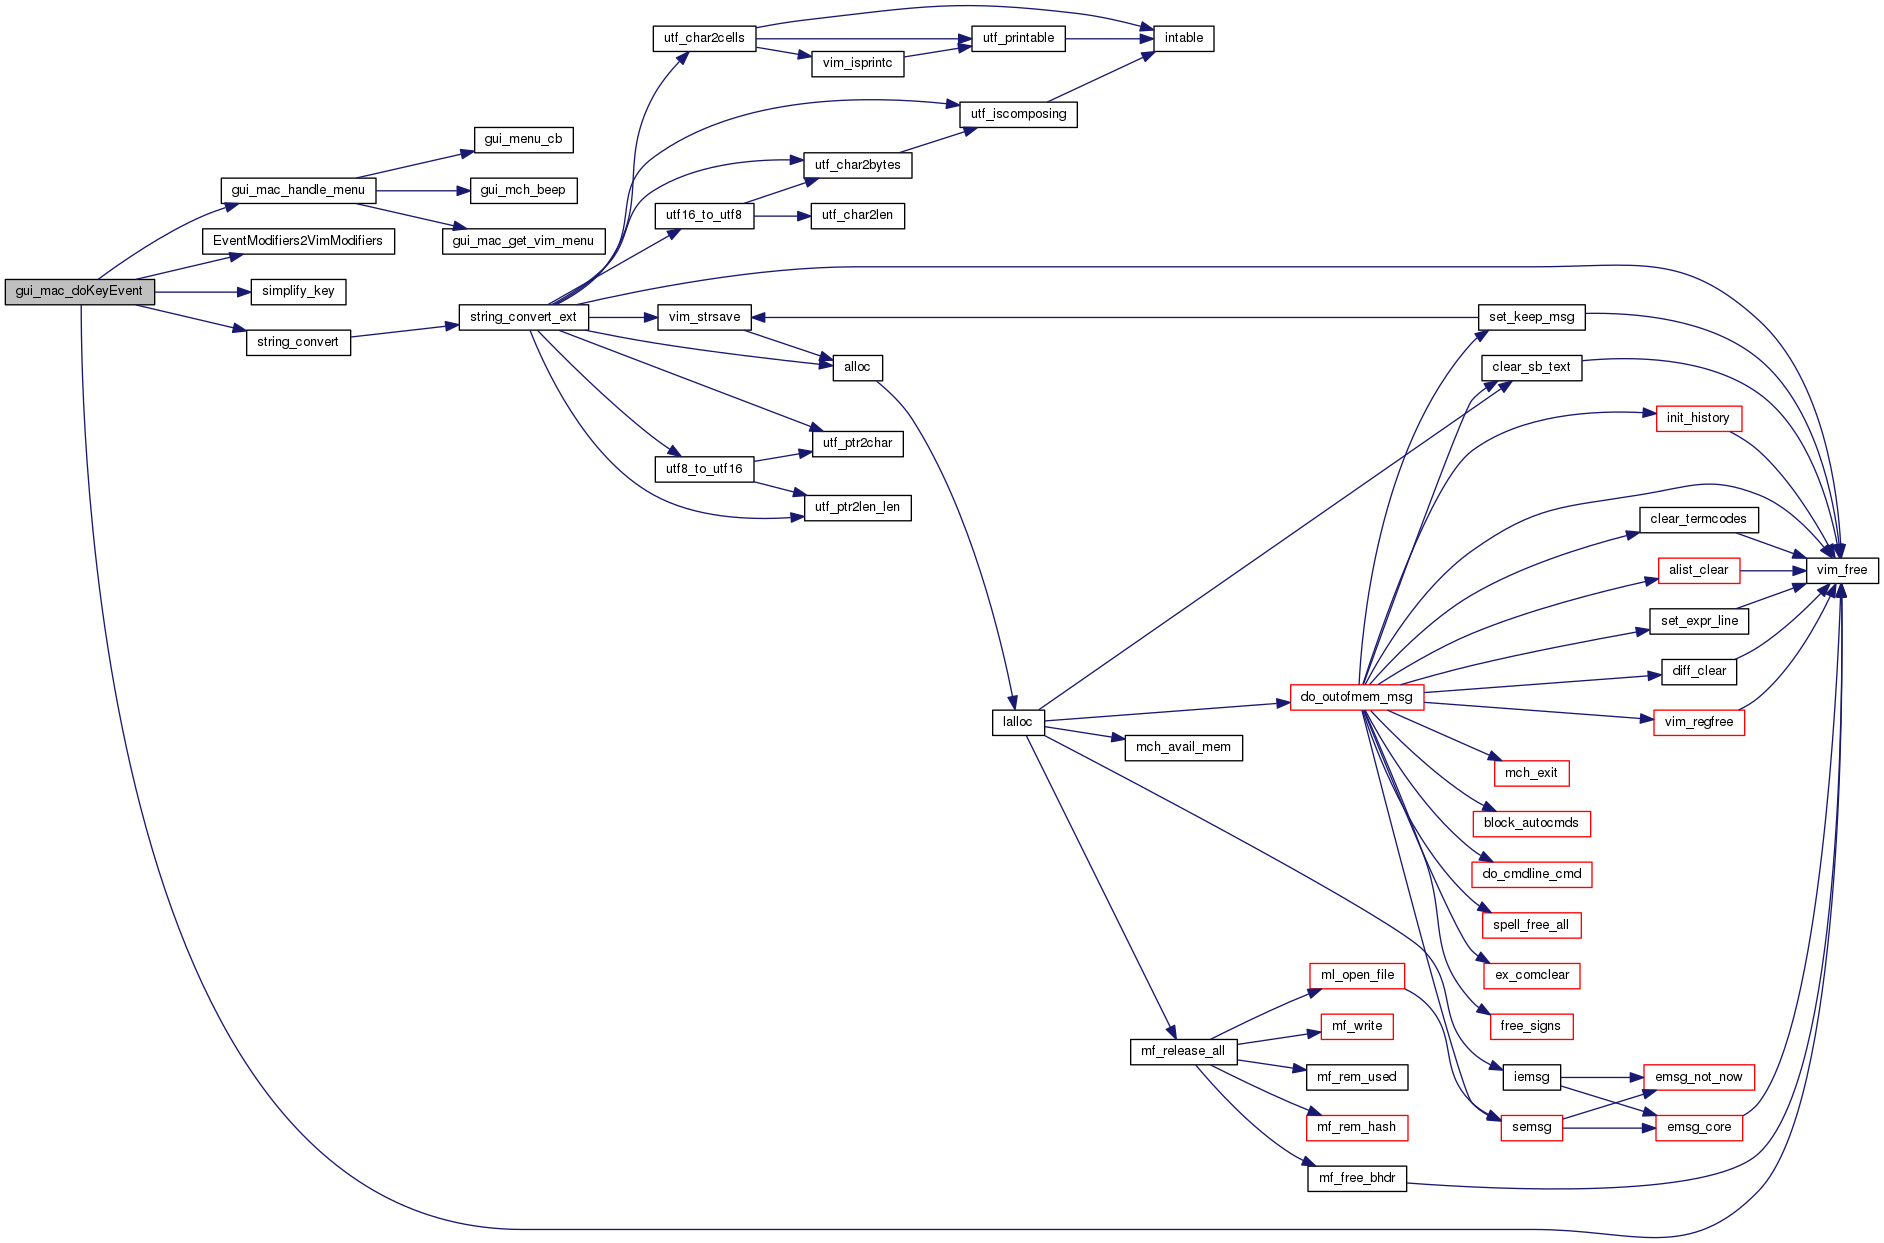 gui_mac_doKeyEvent
gui_mac_handle_menu
EventModifiers2VimModifiers
simplify_key
string_convert
gui_menu_cb
gui_mch_beep
gui_mac_get_vim_menu
string_convert_ext
utf_char2cells
utf16_to_utf8
vim_strsave
utf8_to_utf16
vim_isprintc
utf_char2bytes
utf_char2len
alloc
utf_ptr2char
utf_ptr2len_len
utf_printable
utf_iscomposing
lalloc
intable
mch_avail_mem
mf_release_all
do_outofmem_msg
ml_open_file
mf_write
mf_rem_used
mf_rem_hash
mf_free_bhdr
set_keep_msg
clear_sb_text
mch_exit
block_autocmds
do_cmdline_cmd
spell_free_all
ex_comclear
free_signs
iemsg
semsg
init_history
clear_termcodes
alist_clear
set_expr_line
diff_clear
vim_regfree
emsg_not_now
emsg_core
vim_free